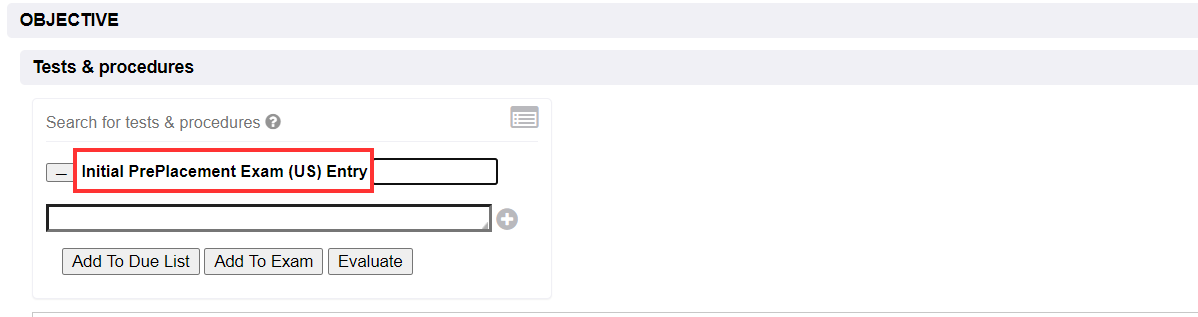 OBJECTIVE
Tests & procedures
Search for tests & procedures ?
– Initial PrePlacement Exam (US) Entry
+
Add To Due List Add To Exam Evaluate